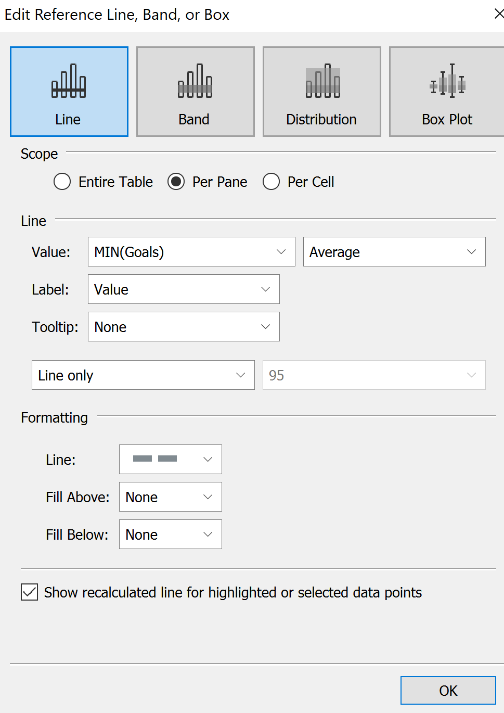 Edit Reference Line, Band, or Box
Line Band Distribution Box Plot
Scope
Entire Table Per Pane Per Cell
Line
Value: MIN(Goals) Average
Label: Value
Tooltip: None
Line only 95
Formatting
Line:
Fill Above: None
Fill Below: None
Show recalculated line for highlighted or selected data points
OK